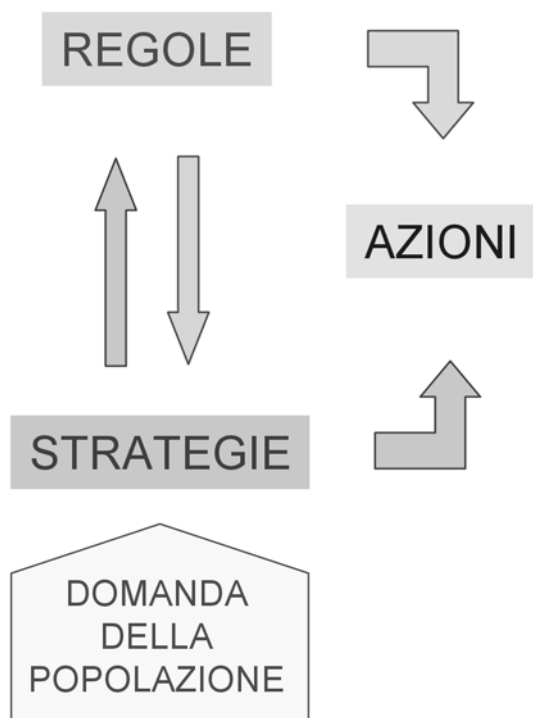 REGOLE
AZIONI
STRATEGIE
DOMANDA
DELLA
POPOLAZIONE